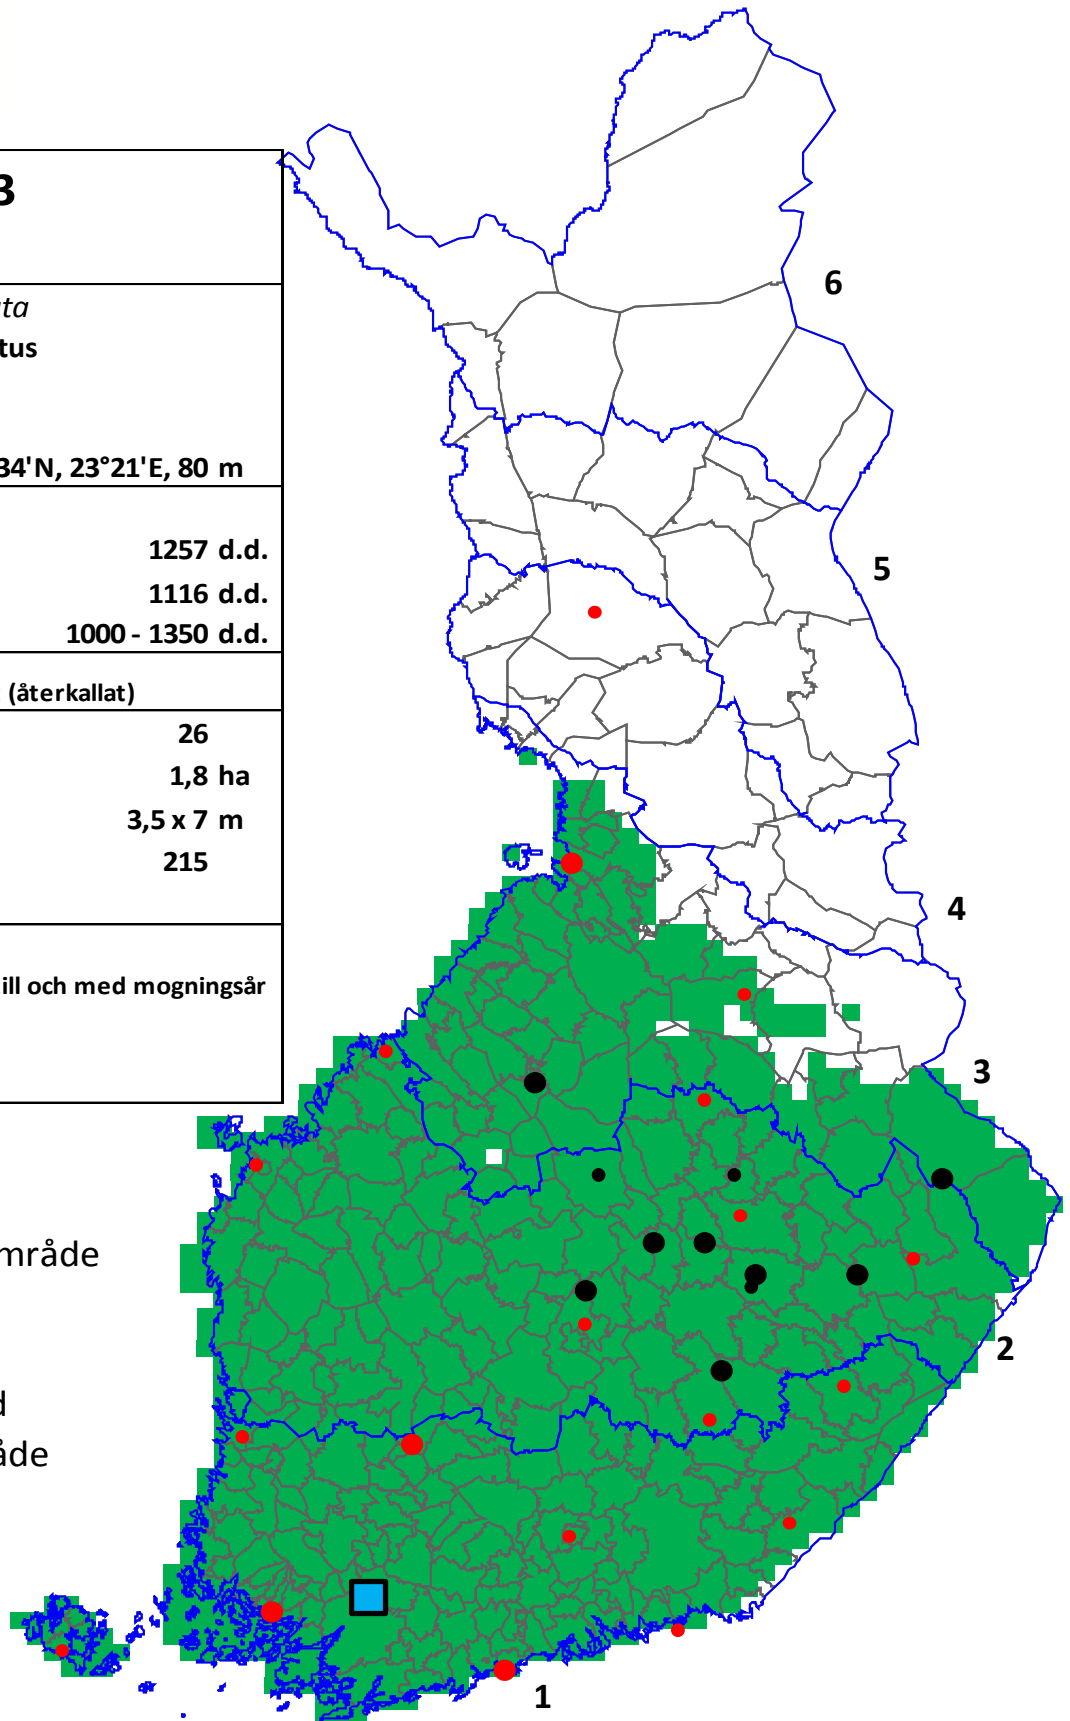 3
ta
tus
34'N, 23°21'E, 80 m
1257 d.d.
1116 d.d.
1000 - 1350 d.d.
(återkallat)
26
1,8 ha
3,5 x 7 m
215
ill och med mogningsår
mråde
d
åde
6
5
4
3
2
1